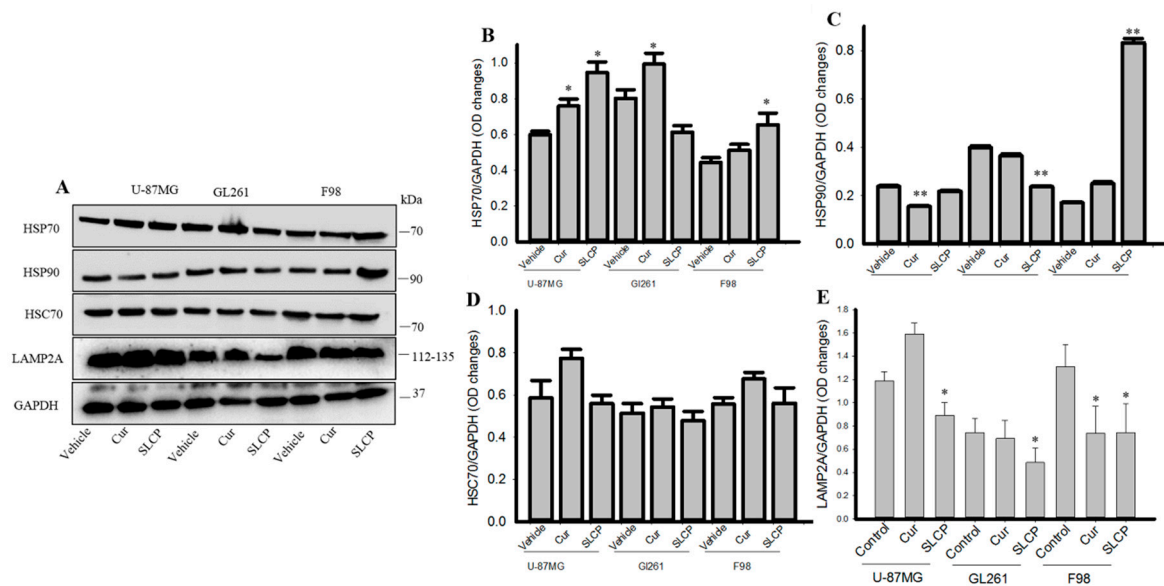 A
U-87MG GL261 F98
kDa
HSP70
70
HSP90
90
HSC70
70
LAMP2A
112-135
GAPDH
37
Vehicle Cur SLCP Vehicle Cur SLCP Vehicle Cur SLCP
B
HSP70/GAPDH (OD changes)
1.0
0.8
0.6
0.4
0.2
0.0
* * * *
Vehicle Cur SLCP Vehicle Cur SLCP Vehicle Cur SLCP
U-87MG Gl261 F98
C
HSP90/GAPDH (OD changes)
0.8
0.6
0.4
0.2
0.0
** ** **
Vehicle Cur SLCP Vehicle Cur SLCP Vehicle Cur SLCP
D
HSC70/GAPDH (OD changes)
1.0
0.8
0.6
0.4
0.2
0.0
Vehicle Cur SLCP Vehicle Cur SLCP Vehicle Cur SLCP
U-87MG Gl261 F98
E
LAMP2A/GAPDH (OD changes)
1.8
1.6
1.4
1.2
1.0
0.8
0.6
0.4
0.2
0.0
* * * *
Control Cur SLCP Control Cur SLCP Control Cur SLCP
U-87MG GL261 F98